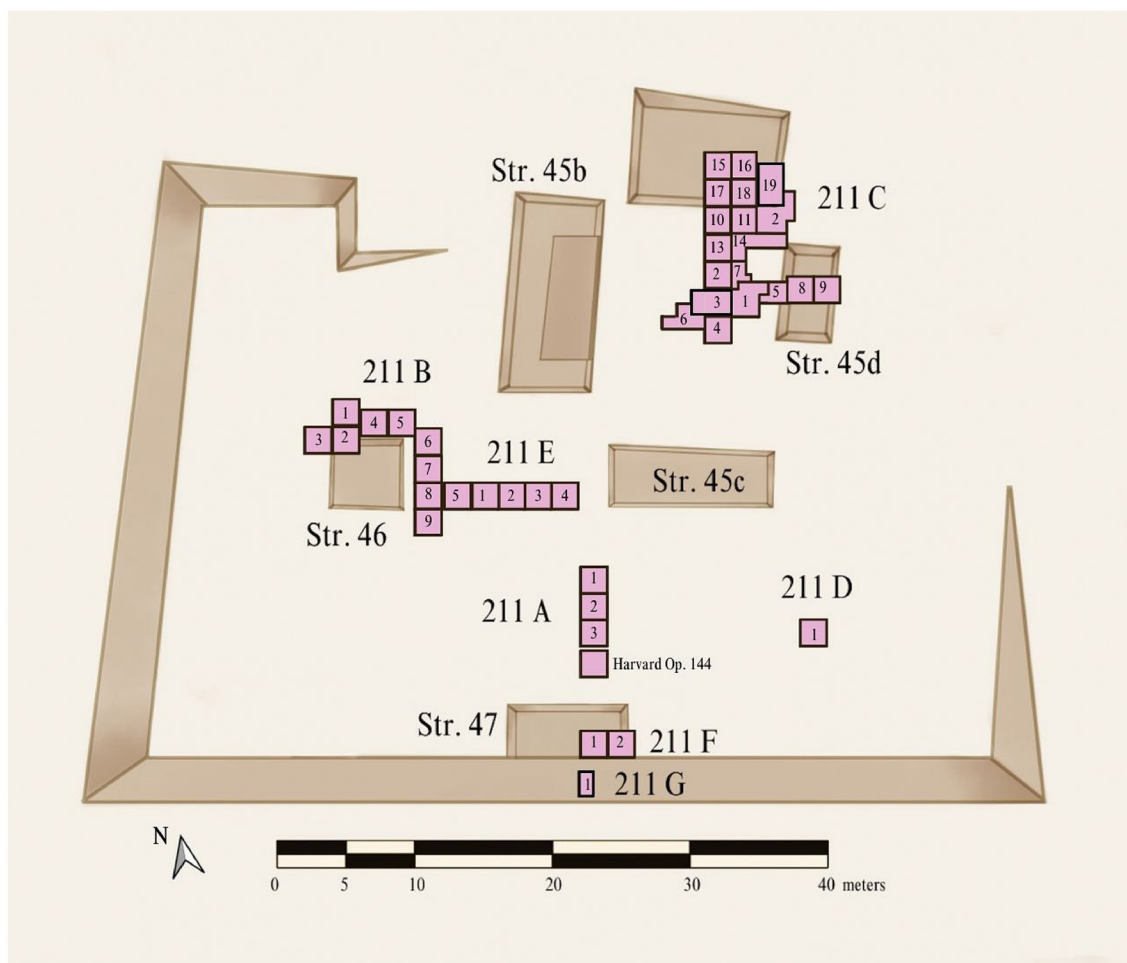 Str. 45b
15 16
19
17 18
211 C
10 11 2
13 14
2 7
5 8 9
3 1
6
4
Str. 45d
211 B
1
4 5
3 2
6
211 E
7
Str. 45c
8 5 1 2 3 4
9
Str. 46
1
211 D
211 A
2
3
1
Harvard Op. 144
Str. 47
1 2
211 F
1
211 G
N
0 5 10 20 30 40 meters